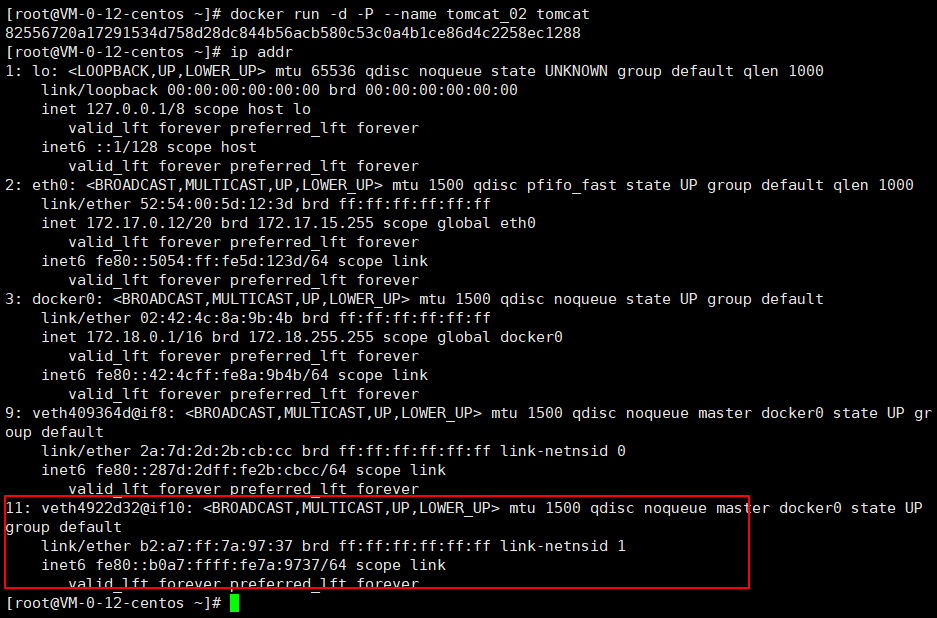 [root@VM-0-12-centos ~]# docker run -d -P --name tomcat_02 tomcat
82556720a17291534d758d28dc844b56acb580c53c0a4b1ce86d4c2258ec1288
[root@VM-0-12-centos ~]# ip addr
1: lo: <LOOPBACK,UP,LOWER_UP> mtu 65536 qdisc noqueue state UNKNOWN group default qlen 1000
    link/loopback 00:00:00:00:00:00 brd 00:00:00:00:00:00
    inet 127.0.0.1/8 scope host lo
       valid_lft forever preferred_lft forever
    inet6 ::1/128 scope host
       valid_lft forever preferred_lft forever
2: eth0: <BROADCAST,MULTICAST,UP,LOWER_UP> mtu 1500 qdisc pfifo_fast state UP group default qlen 1000
    link/ether 52:54:00:5d:12:3d brd ff:ff:ff:ff:ff:ff
    inet 172.17.0.12/20 brd 172.17.15.255 scope global eth0
       valid_lft forever preferred_lft forever
    inet6 fe80::5054:ff:fe5d:123d/64 scope link
       valid_lft forever preferred_lft forever
3: docker0: <BROADCAST,MULTICAST,UP,LOWER_UP> mtu 1500 qdisc noqueue state UP group default
    link/ether 02:42:4c:8a:9b:4b brd ff:ff:ff:ff:ff:ff
    inet 172.18.0.1/16 brd 172.18.255.255 scope global docker0
       valid_lft forever preferred_lft forever
    inet6 fe80::42:4cff:fe8a:9b4b/64 scope link
       valid_lft forever preferred_lft forever
9: veth409364d@if8: <BROADCAST,MULTICAST,UP,LOWER_UP> mtu 1500 qdisc noqueue master docker0 state UP gr
oup default
    link/ether 2a:7d:2d:2b:cb:cc brd ff:ff:ff:ff:ff:ff link-netnsid 0
    inet6 fe80::287d:2dff:fe2b:cbcc/64 scope link
       valid_lft forever preferred_lft forever
11: veth4922d32@if10: <BROADCAST,MULTICAST,UP,LOWER_UP> mtu 1500 qdisc noqueue master docker0 state UP
group default
    link/ether b2:a7:ff:7a:97:37 brd ff:ff:ff:ff:ff:ff link-netnsid 1
    inet6 fe80::b0a7:ffff:fe7a:9737/64 scope link
       valid_lft forever preferred_lft forever
[root@VM-0-12-centos ~]#